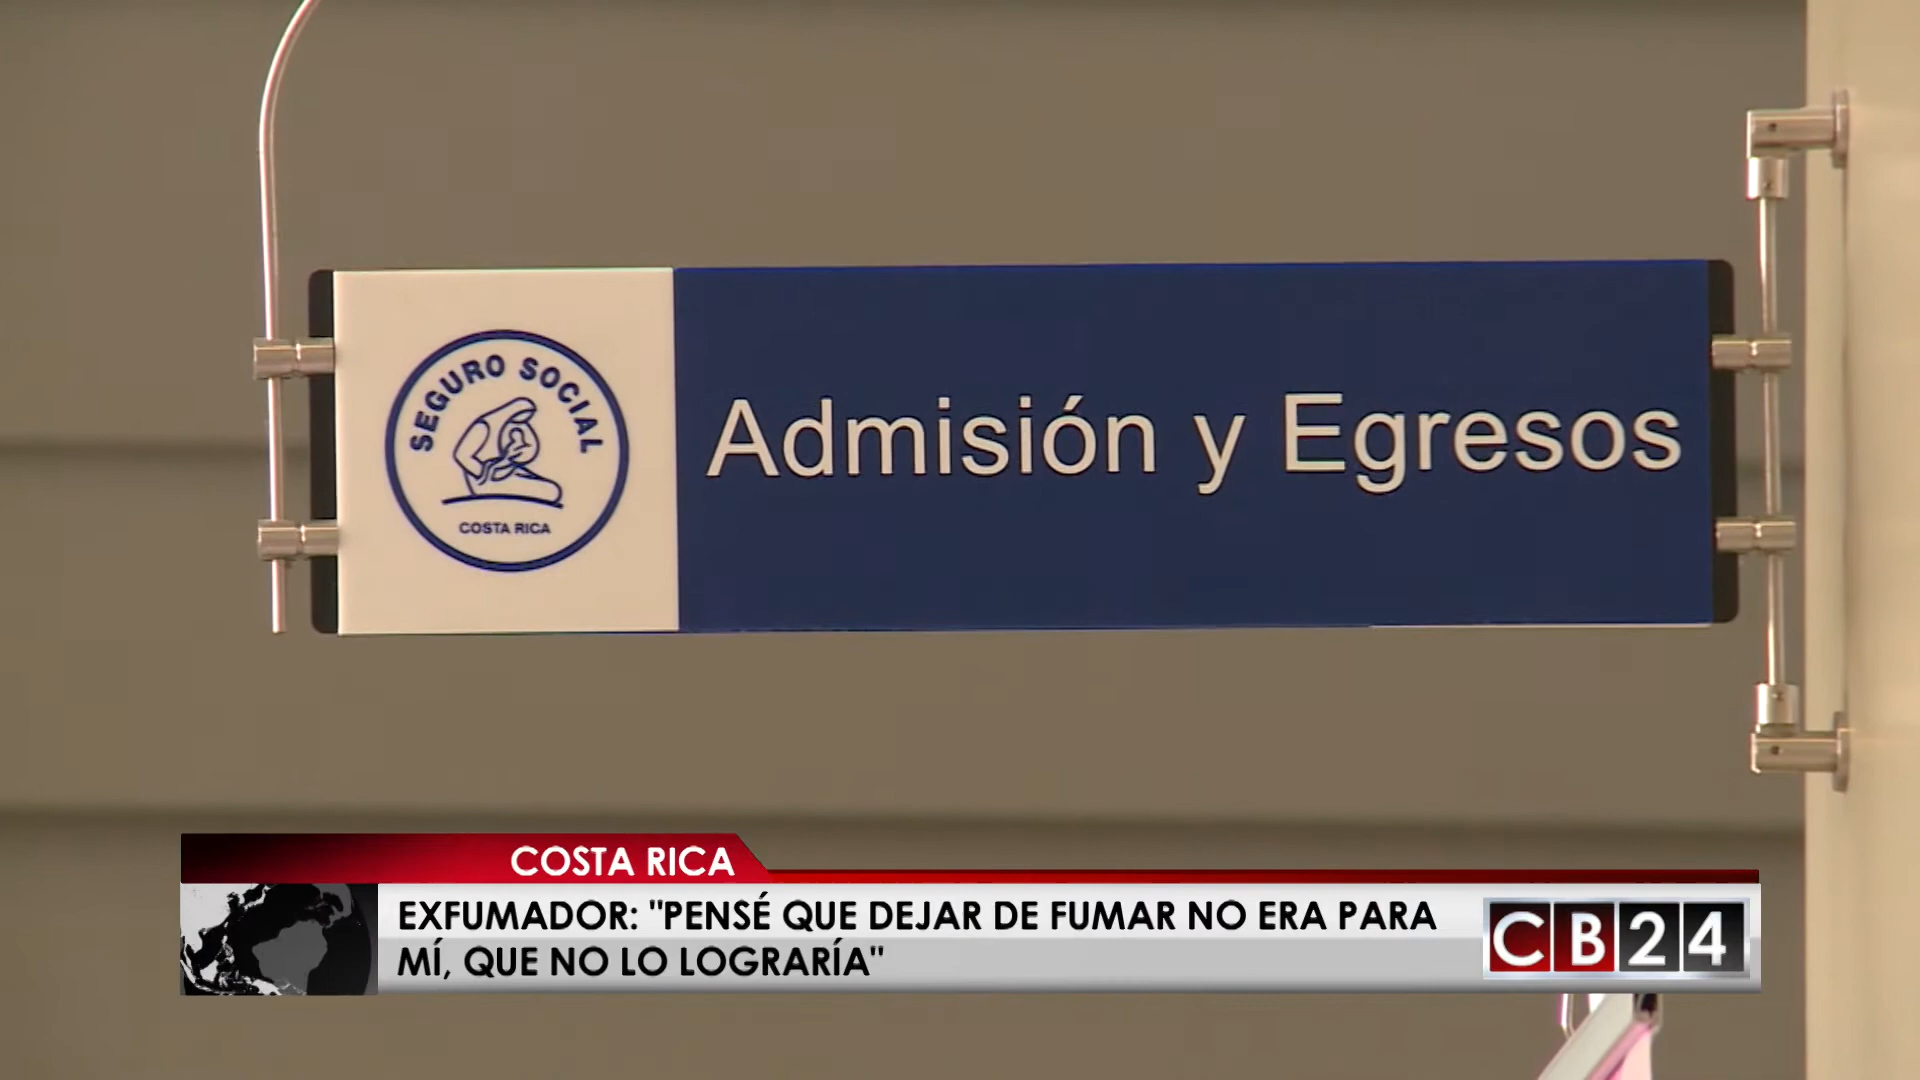 SEGURO SOCIAL
COSTA RICA
Admisión y Egresos
COSTA RICA
EXFUMADOR: "PENSÉ QUE DEJAR DE FUMAR NO ERA PARA
MÍ, QUE NO LO LOGRARÍA"
CB24